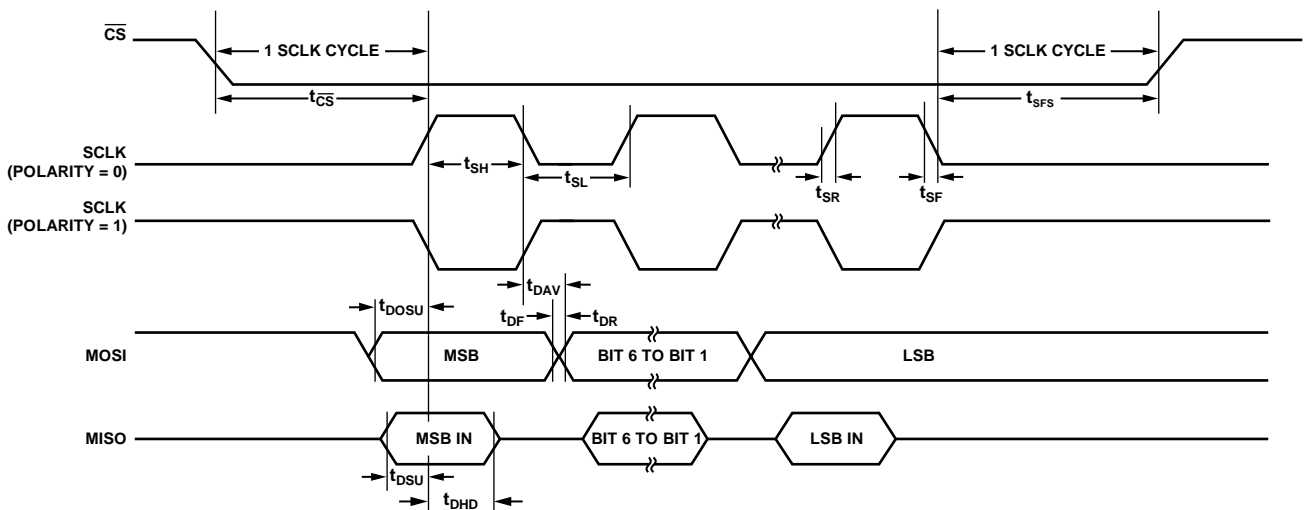 CS
1 SCLK CYCLE
1 SCLK CYCLE
tCS
tSFS
SCLK
(POLARITY = 0)
tSH
tSL
tSR
tSF
SCLK
(POLARITY = 1)
tDAV
tDOSU
tDF
tDR
MOSI
MSB
BIT 6 TO BIT 1
LSB
MISO
MSB IN
BIT 6 TO BIT 1
LSB IN
tDSU
tDHD